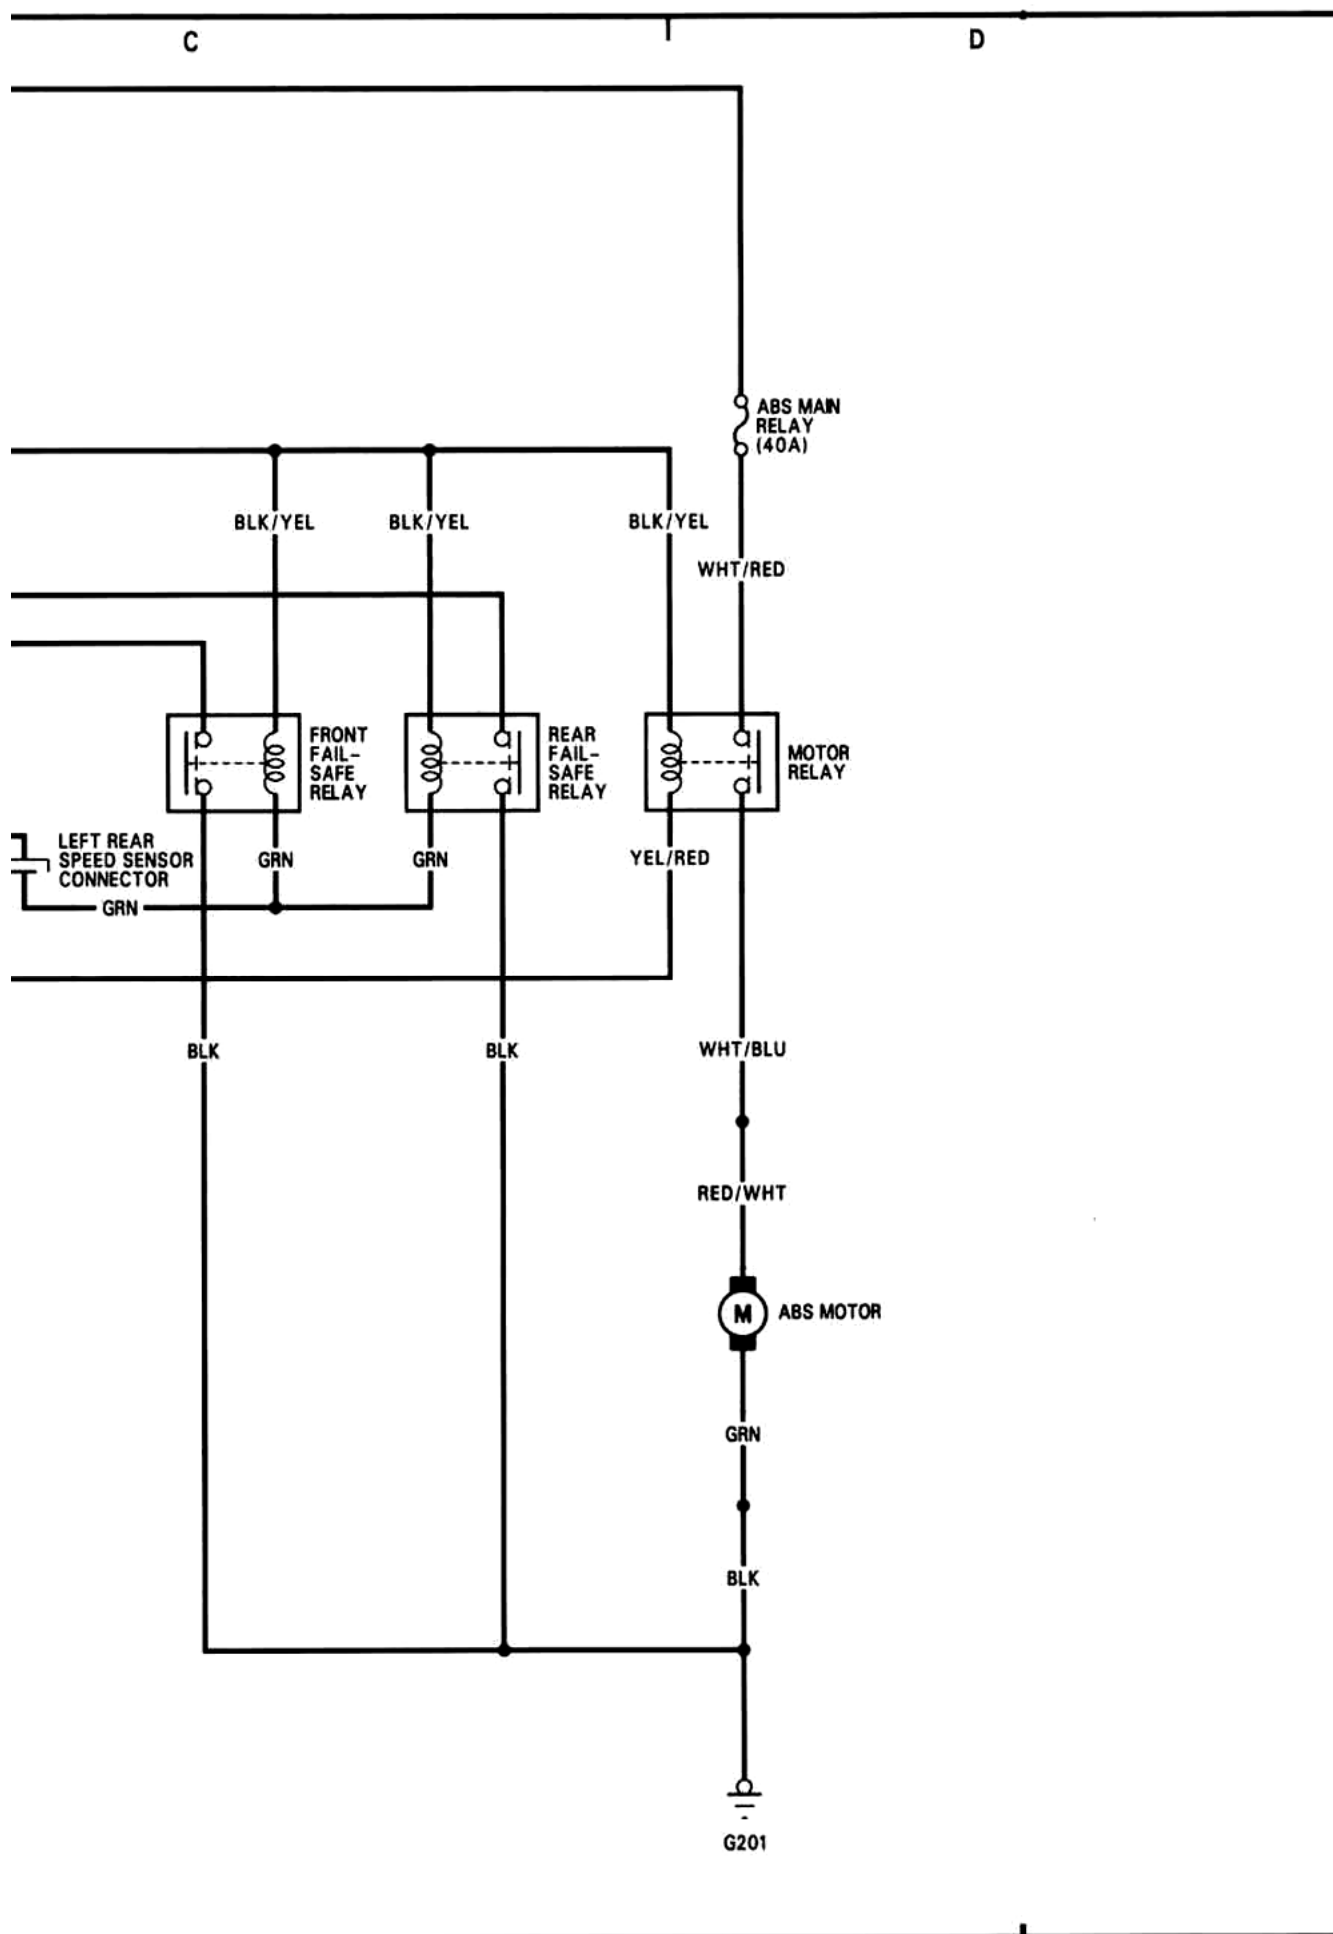 C
D
ABS MAIN
RELAY
(40A)
BLK/YEL
BLK/YEL
BLK/YEL
WHT/RED
FRONT
FAIL-
SAFE
RELAY
REAR
FAIL-
SAFE
RELAY
MOTOR
RELAY
LEFT REAR
SPEED SENSOR
CONNECTOR
GRN
GRN
YEL/RED
GRN
BLK
BLK
WHT/BLU
RED/WHT
M
ABS MOTOR
GRN
BLK
G201